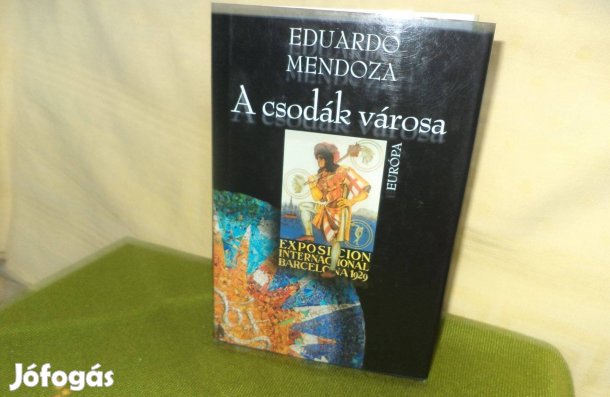 EDUARDO
MENDOZA
A csodák városa
EURÓPA
EXPOSICION
INTERNACIONAL
BARCELONA 1929
Jófogás